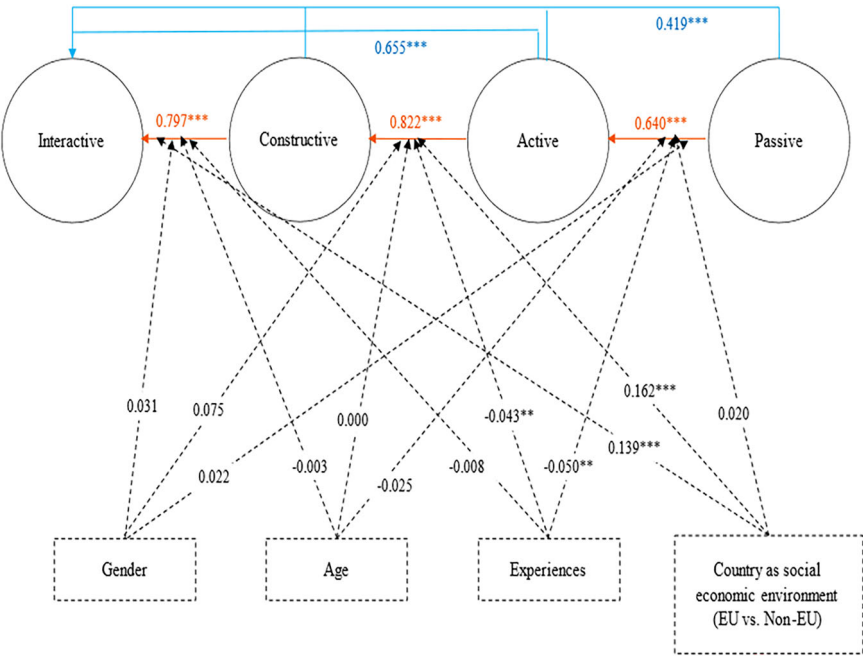 0.419***
0.655***
0.797***
0.822***
0.640***
Interactive
Constructive
Active
Passive
0.031
0.075
0.000
-0.043**
0.162***
0.020
0.022
-0.003
-0.025
-0.008
-0.050**
0.139***
Gender
Age
Experiences
Country as social
economic environment
(EU vs. Non-EU)